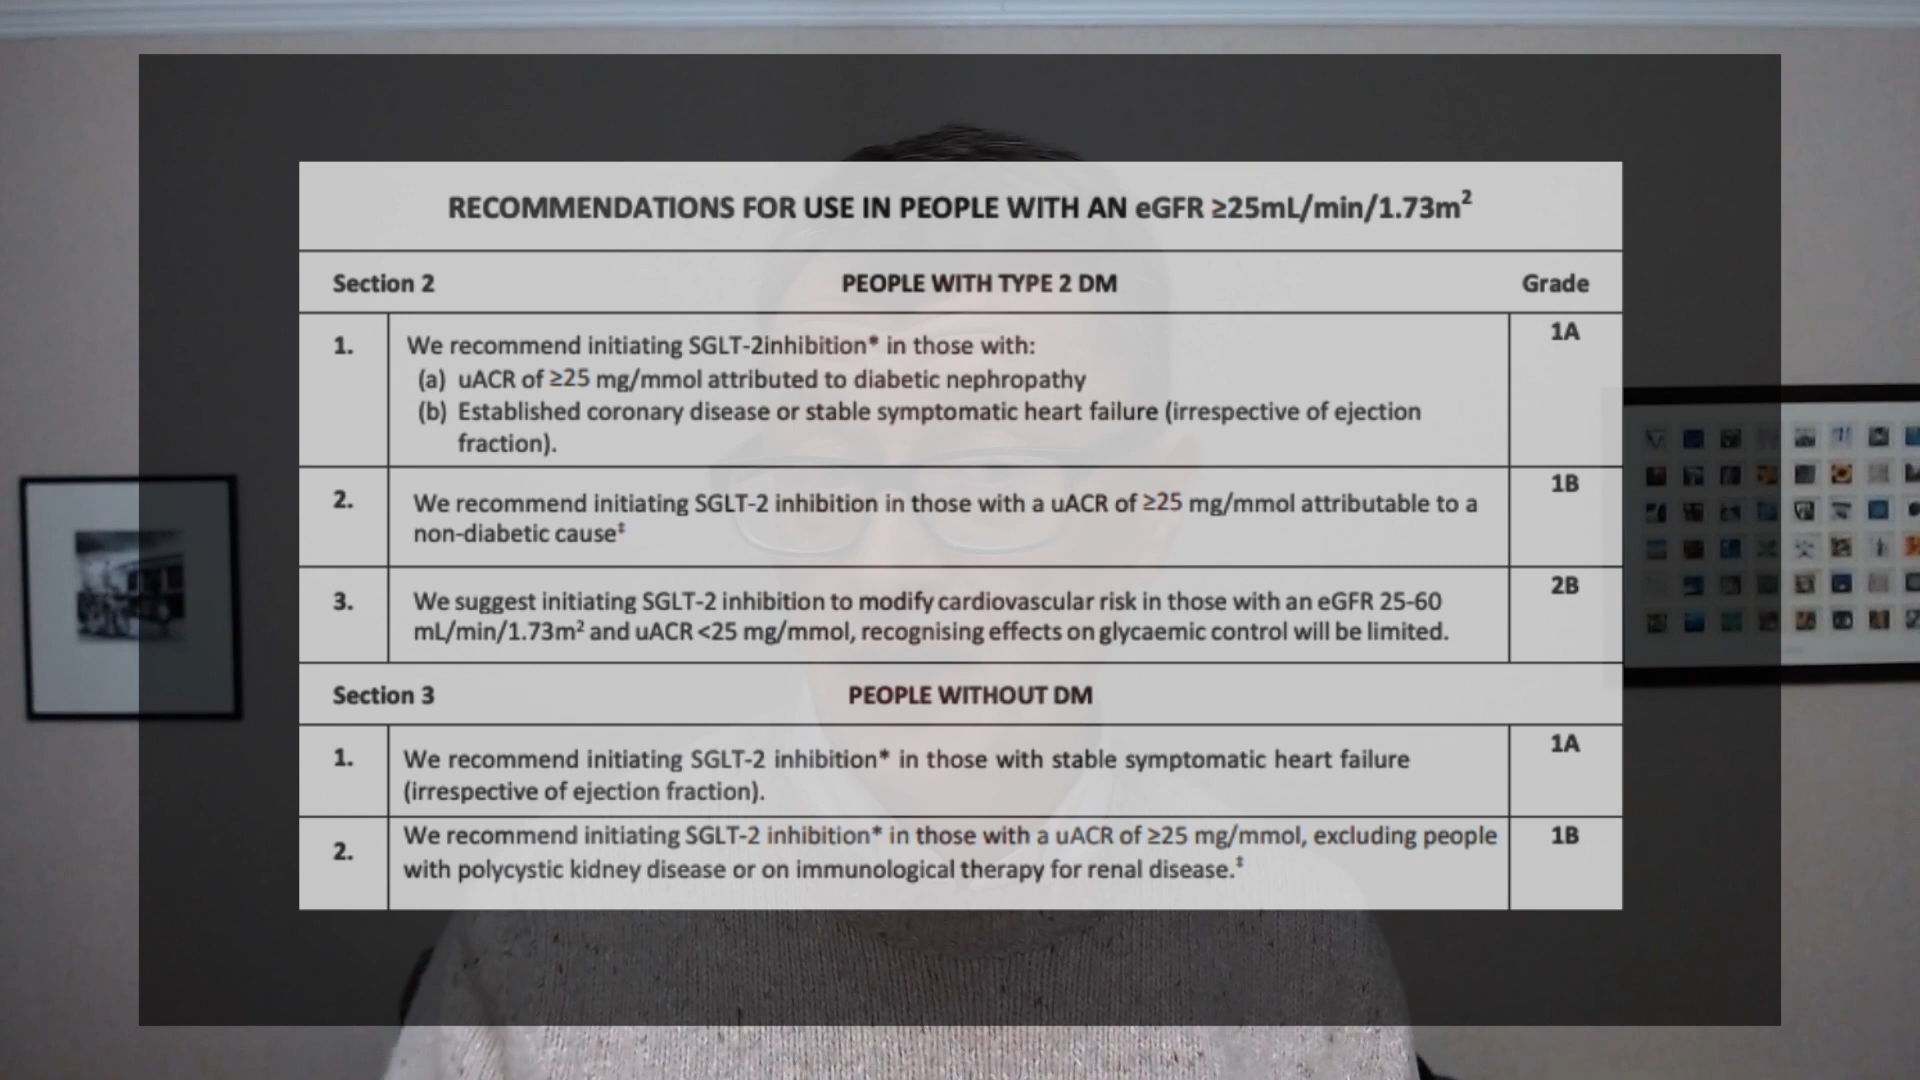 RECOMMENDATIONS FOR USE IN PEOPLE WITH AN eGFR ≥25mL/min/1.73m²
Section 2 PEOPLE WITH TYPE 2 DM Grade
1. We recommend initiating SGLT-2inhibition* in those with: 1A
(a) uACR of ≥25 mg/mmol attributed to diabetic nephropathy
(b) Established coronary disease or stable symptomatic heart failure (irrespective of ejection
fraction).
2. We recommend initiating SGLT-2 inhibition in those with a uACR of ≥25 mg/mmol attributable to a 1B
non-diabetic cause‡
3. We suggest initiating SGLT-2 inhibition to modify cardiovascular risk in those with an eGFR 25-60 2B
mL/min/1.73m² and uACR <25 mg/mmol, recognising effects on glycaemic control will be limited.
Section 3 PEOPLE WITHOUT DM
1. We recommend initiating SGLT-2 inhibition* in those with stable symptomatic heart failure 1A
(irrespective of ejection fraction).
2. We recommend initiating SGLT-2 inhibition* in those with a uACR of ≥25 mg/mmol, excluding people 1B
with polycystic kidney disease or on immunological therapy for renal disease.‡